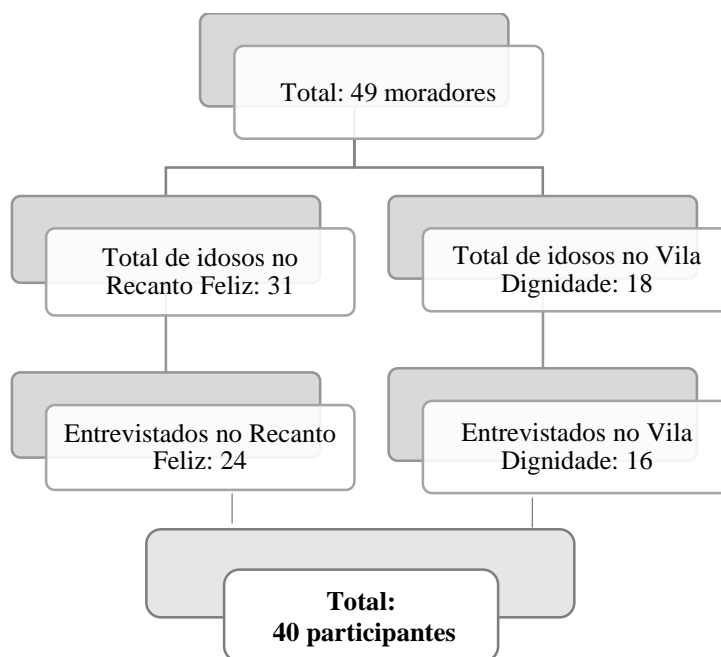 Total: 49 moradores
Total de idosos no
Recanto Feliz: 31
Total de idosos no Vila
Dignidade: 18
Entrevistados no Recanto
Feliz: 24
Entrevistados no Vila
Dignidade: 16
Total:
40 participantes